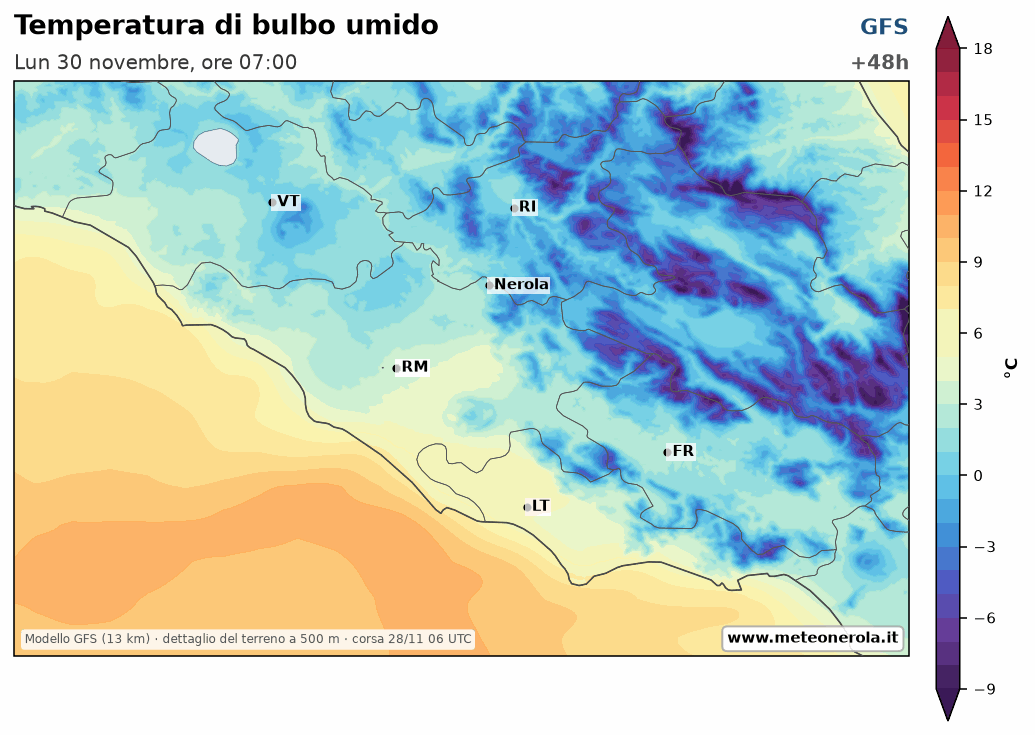 Temperatura di bulbo umido
GFS
Lun 30 novembre, ore 07:00
+48h
18
15
12
9
6
3
0
−3
−6
−9
°C
VT
RI
Nerola
RM
FR
LT
Modello GFS (13 km) · dettaglio del terreno a 500 m · corsa 28/11 06 UTC
www.meteonerola.it